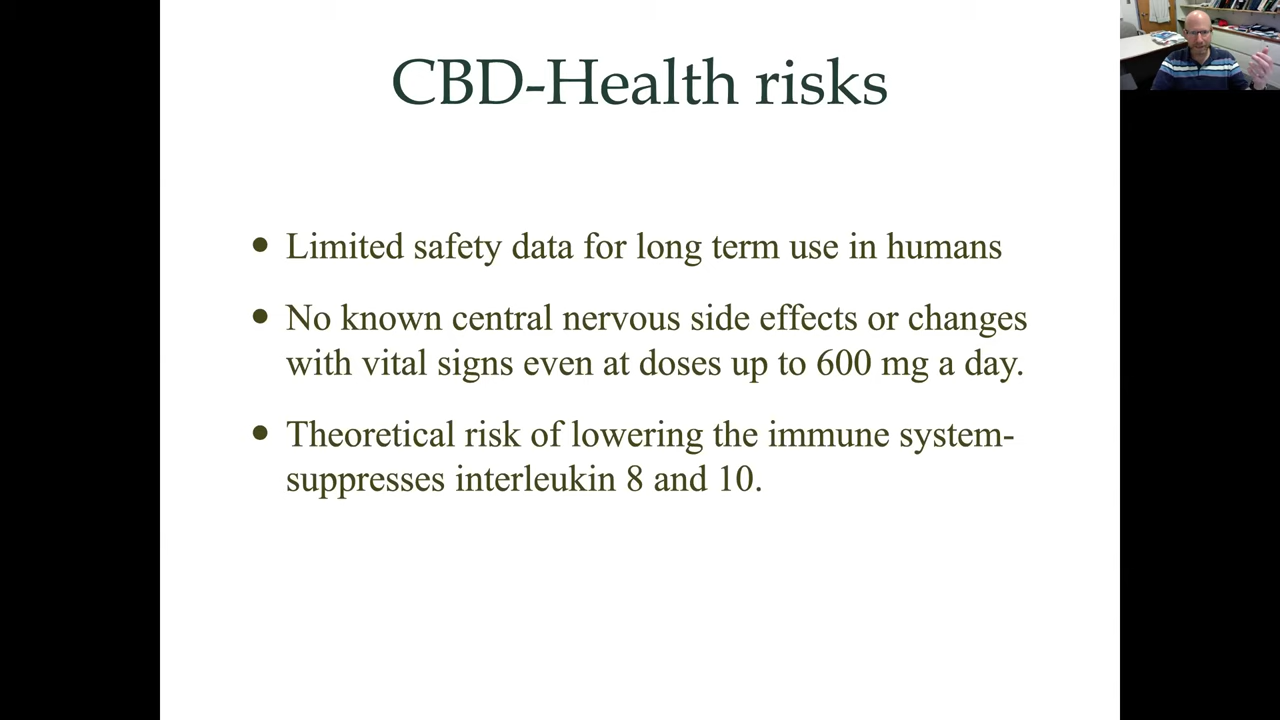 CBD-Health risks
• Limited safety data for long term use in humans
• No known central nervous side effects or changes
with vital signs even at doses up to 600 mg a day.
• Theoretical risk of lowering the immune system-
suppresses interleukin 8 and 10.